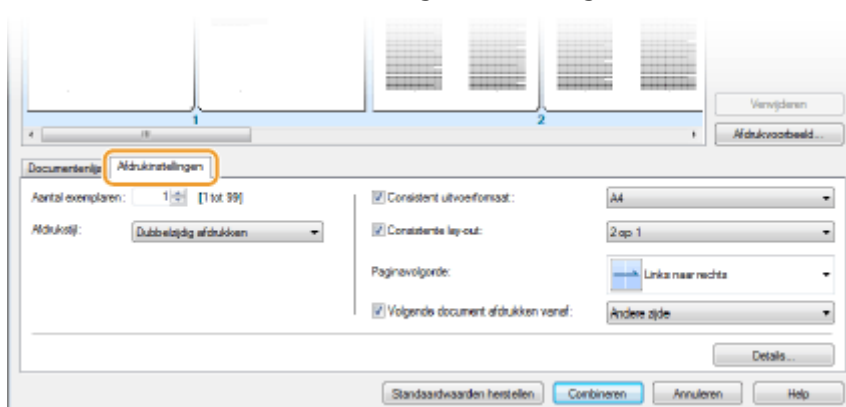 1 2
Verwijderen
Afdrukvoorbeeld...
Documentenlijst Afdrukinstellingen
Aantal exemplaren: 1 [1 tot 99] Consistent uitvoerformaat: A4
Afdrukstijl: Dubbelzijdig afdrukken Consistente lay-out: 2 op 1
Paginavolgorde: Links naar rechts
Volgende document afdrukken vanaf: Andere zijde
Details...
Standaardwaarden herstellen Combineren Annuleren Help